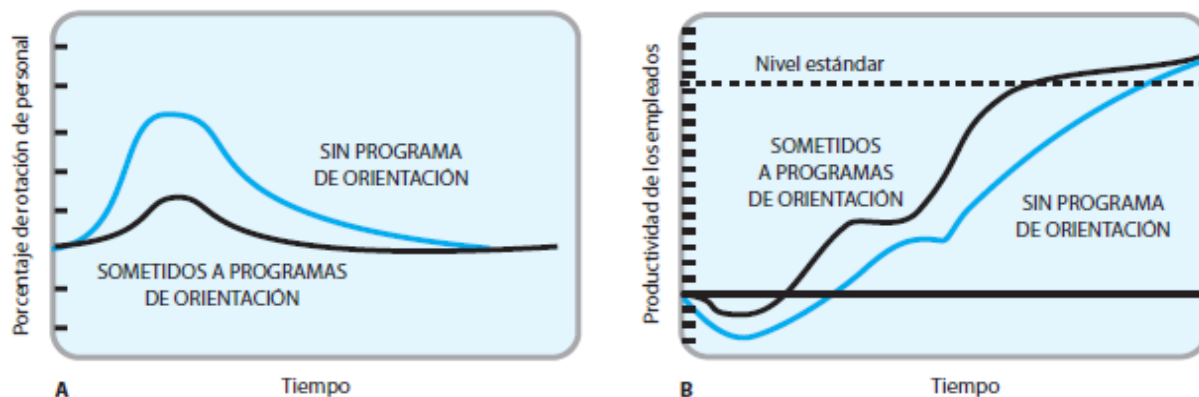 Porcentaje de rotación de personal
SIN PROGRAMA
DE ORIENTACIÓN
SOMETIDOS A PROGRAMAS
DE ORIENTACIÓN
A
Tiempo
Productividad de los empleados
Nivel estándar
SOMETIDOS
A PROGRAMAS
DE ORIENTACIÓN
SIN PROGRAMA
DE ORIENTACIÓN
B
Tiempo